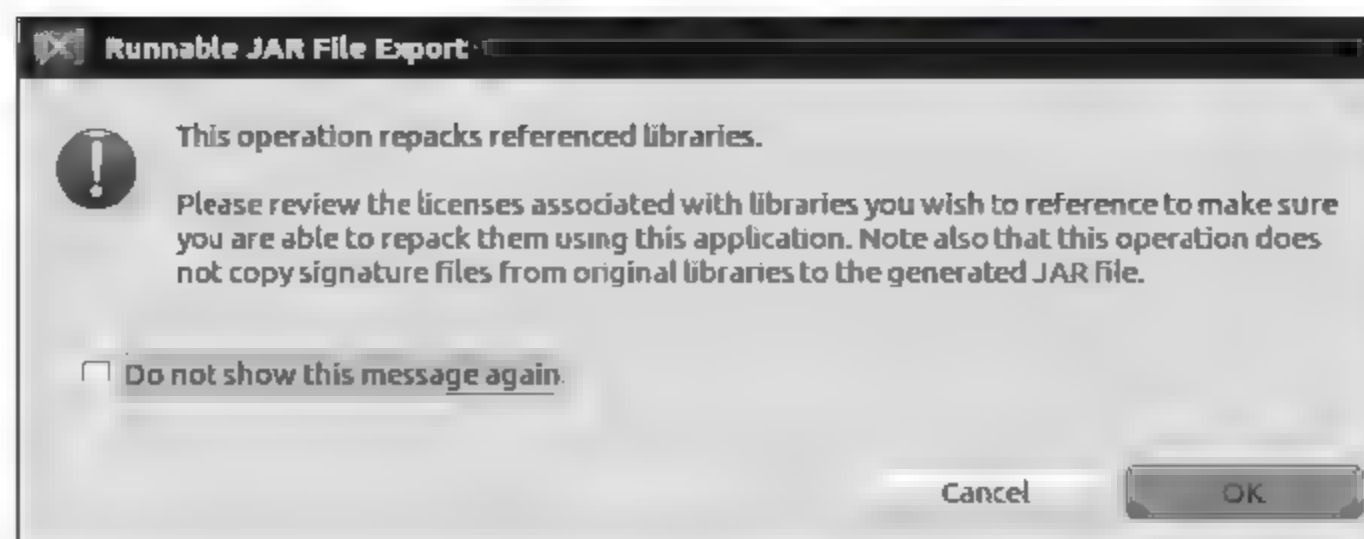 Runnable JAR File Export
This operation repacks referenced libraries.
Please review the licenses associated with libraries you wish to reference to make sure
you are able to repack them using this application. Note also that this operation does
not copy signature files from original libraries to the generated JAR file.
Do not show this message again.
Cancel
OK